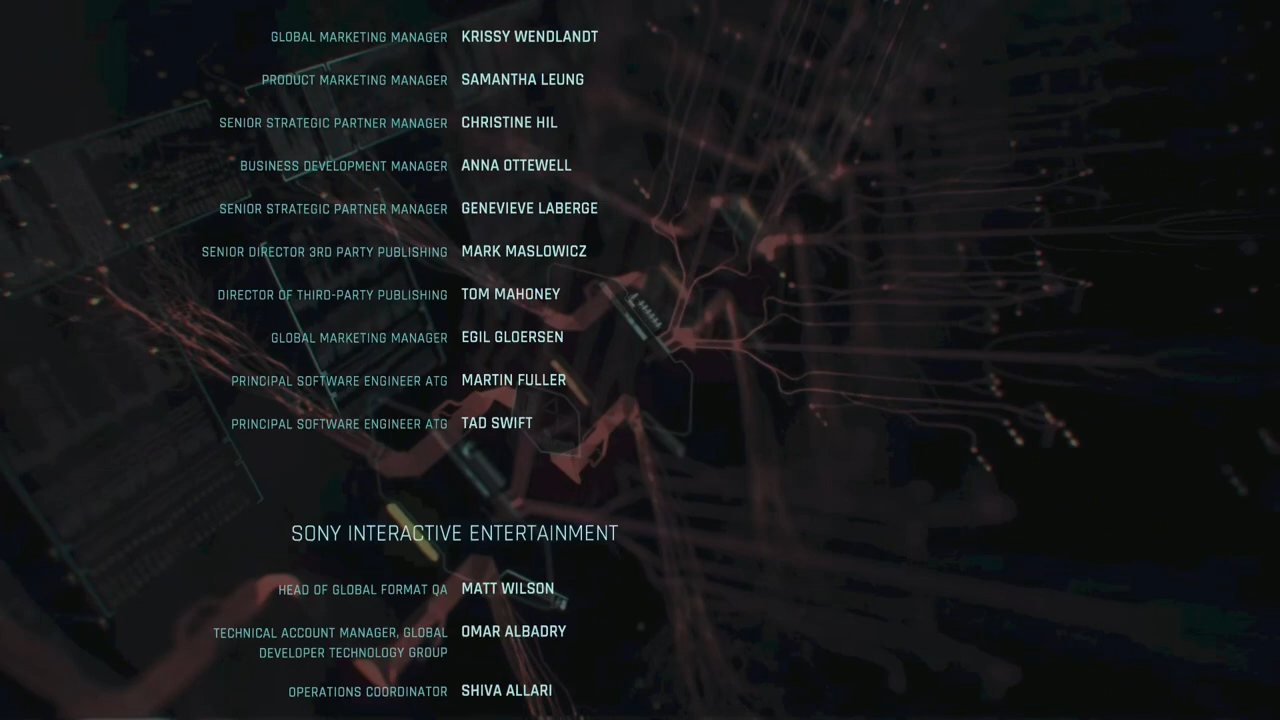 GLOBAL MARKETING MANAGER KRISSY WENDLANDT
PRODUCT MARKETING MANAGER SAMANTHA LEUNG
SENIOR STRATEGIC PARTNER MANAGER CHRISTINE HIL
BUSINESS DEVELOPMENT MANAGER ANNA OTTEWELL
SENIOR STRATEGIC PARTNER MANAGER GENEVIEVE LABERGE
SENIOR DIRECTOR 3RD PARTY PUBLISHING MARK MASLOWICZ
DIRECTOR OF THIRD-PARTY PUBLISHING TOM MAHONEY
GLOBAL MARKETING MANAGER EGIL GLOERSEN
PRINCIPAL SOFTWARE ENGINEER ATG MARTIN FULLER
PRINCIPAL SOFTWARE ENGINEER ATG TAD SWIFT
SONY INTERACTIVE ENTERTAINMENT
HEAD OF GLOBAL FORMAT QA MATT WILSON
TECHNICAL ACCOUNT MANAGER, GLOBAL OMAR ALBADRY
DEVELOPER TECHNOLOGY GROUP
OPERATIONS COORDINATOR SHIVA ALLARI